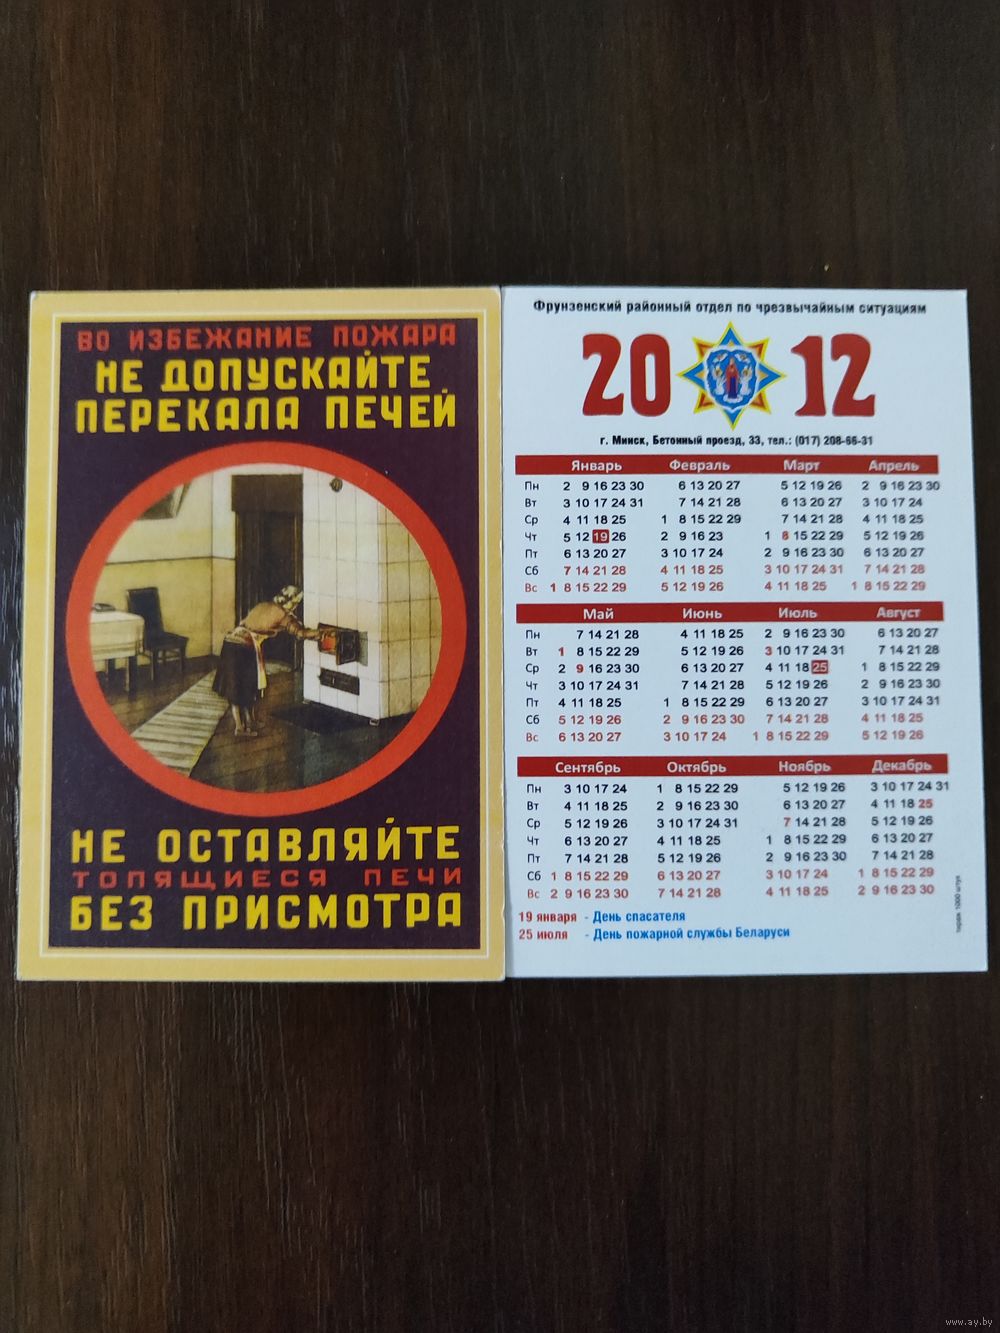 ВО ИЗБЕЖАНИЕ ПОЖАРА
НЕ ДОПУСКАЙТЕ
ПЕРЕКАЛА ПЕЧЕЙ
НЕ ОСТАВЛЯЙТЕ
ТОПЯЩИЕСЯ ПЕЧИ
БЕЗ ПРИСМОТРА
Фрунзенский районный отдел по чрезвычайным ситуациям
20 12
г. Минск, Бетонный проезд, 33, тел.: (017) 208-66-31
Январь Февраль Март Апрель
Пн 2 9 16 23 30 6 13 20 27 5 12 19 26 2 9 16 23 30
Вт 3 10 17 24 31 7 14 21 28 6 13 20 27 3 10 17 24
Ср 4 11 18 25 1 8 15 22 29 7 14 21 28 4 11 18 25
Чт 5 12 19 26 2 9 16 23 1 8 15 22 29 5 12 19 26
Пт 6 13 20 27 3 10 17 24 2 9 16 23 30 6 13 20 27
Сб 7 14 21 28 4 11 18 25 3 10 17 24 31 7 14 21 28
Вс 1 8 15 22 29 5 12 19 26 4 11 18 25 1 8 15 22 29
Май Июнь Июль Август
Пн 7 14 21 28 4 11 18 25 2 9 16 23 30 6 13 20 27
Вт 1 8 15 22 29 5 12 19 26 3 10 17 24 31 7 14 21 28
Ср 2 9 16 23 30 6 13 20 27 4 11 18 25 1 8 15 22 29
Чт 3 10 17 24 31 7 14 21 28 5 12 19 26 2 9 16 23 30
Пт 4 11 18 25 1 8 15 22 29 6 13 20 27 3 10 17 24 31
Сб 5 12 19 26 2 9 16 23 30 7 14 21 28 4 11 18 25
Вс 6 13 20 27 3 10 17 24 1 8 15 22 29 5 12 19 26
Сентябрь Октябрь Ноябрь Декабрь
Пн 3 10 17 24 1 8 15 22 29 5 12 19 26 3 10 17 24 31
Вт 4 11 18 25 2 9 16 23 30 6 13 20 27 4 11 18 25
Ср 5 12 19 26 3 10 17 24 31 7 14 21 28 5 12 19 26
Чт 6 13 20 27 4 11 18 25 1 8 15 22 29 6 13 20 27
Пт 7 14 21 28 5 12 19 26 2 9 16 23 30 7 14 21 28
Сб 1 8 15 22 29 6 13 20 27 3 10 17 24 1 8 15 22 29
Вс 2 9 16 23 30 7 14 21 28 4 11 18 25 2 9 16 23 30
19 января - День спасателя
25 июля - День пожарной службы Беларуси
тираж 1000 штук
www.ay.by